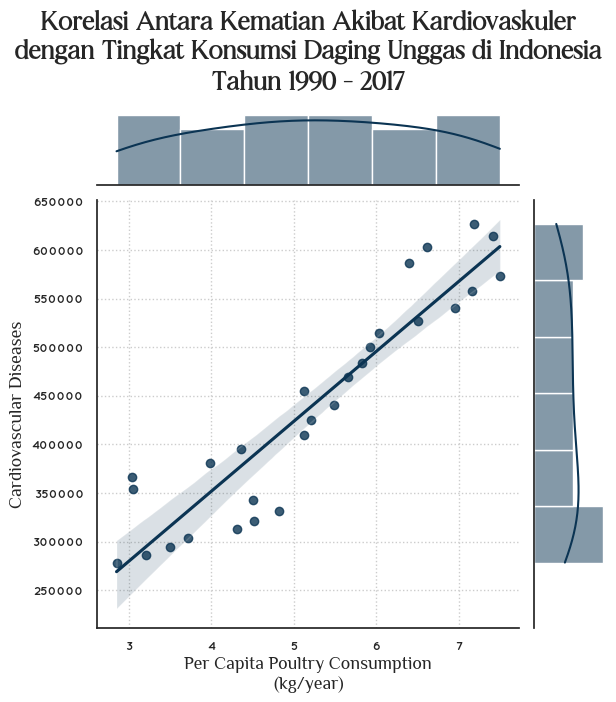 Korelasi Antara Kematian Akibat Kardiovaskuler
dengan Tingkat Konsumsi Daging Unggas di Indonesia
Tahun 1990 - 2017
650000
600000
550000
500000
450000
400000
350000
300000
250000
Cardiovascular Diseases
3 4 5 6 7
Per Capita Poultry Consumption
(kg/year)